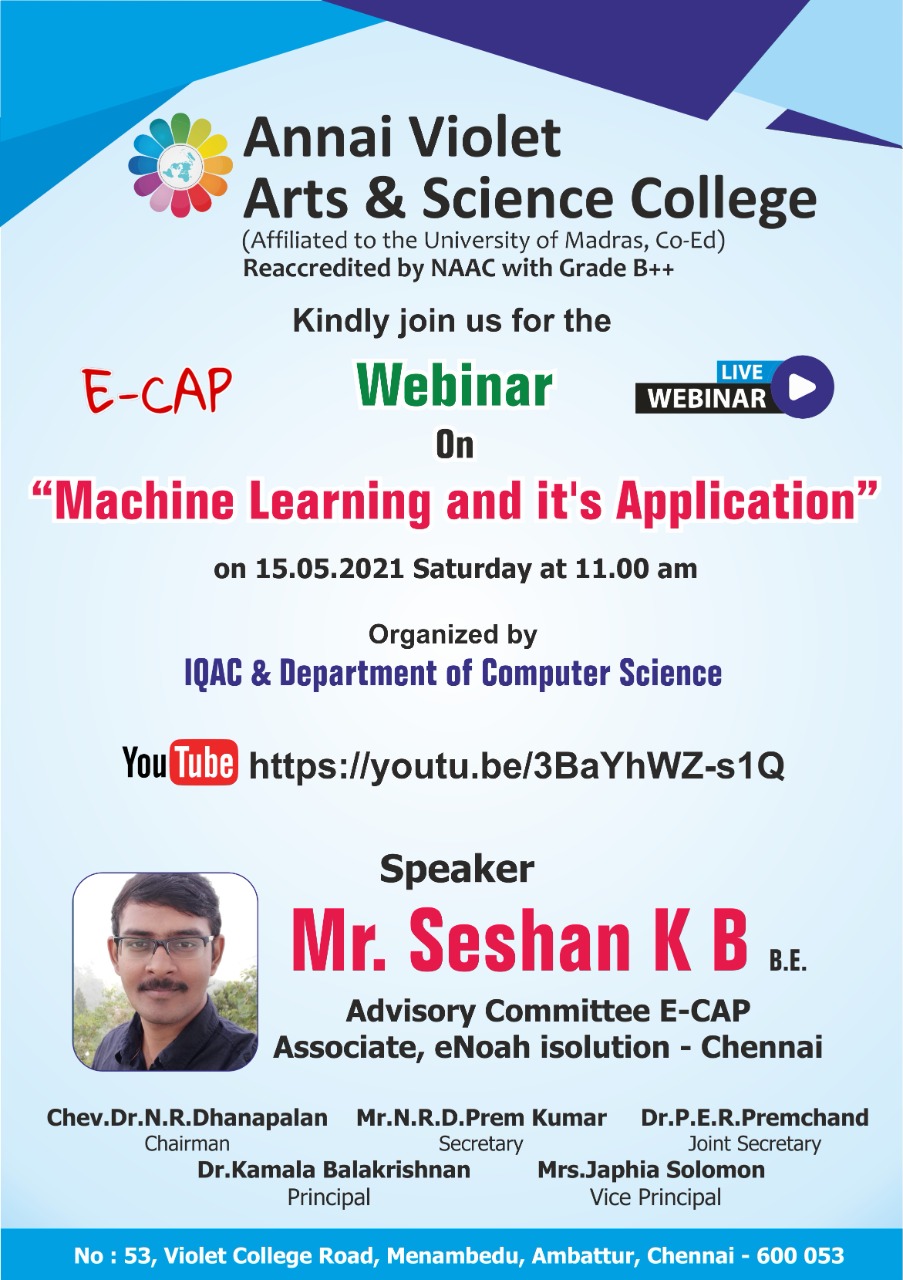 Annai Violet
Arts & Science College
(Affiliated to the University of Madras, Co-Ed)
Reaccredited by NAAC with Grade B++
Kindly join us for the
E-CAP
Webinar
LIVE
WEBINAR
On
“Machine Learning and it's Application”
on 15.05.2021 Saturday at 11.00 am
Organized by
IQAC & Department of Computer Science
YouTube https://youtu.be/3BaYhWZ-s1Q
Speaker
Mr. Seshan K B B.E.
Advisory Committee E-CAP
Associate, eNoah isolution - Chennai
Chev.Dr.N.R.Dhanapalan Mr.N.R.D.Prem Kumar Dr.P.E.R.Premchand
Chairman Secretary Joint Secretary
Dr.Kamala Balakrishnan Mrs.Japhia Solomon
Principal Vice Principal
No : 53, Violet College Road, Menambedu, Ambattur, Chennai - 600 053